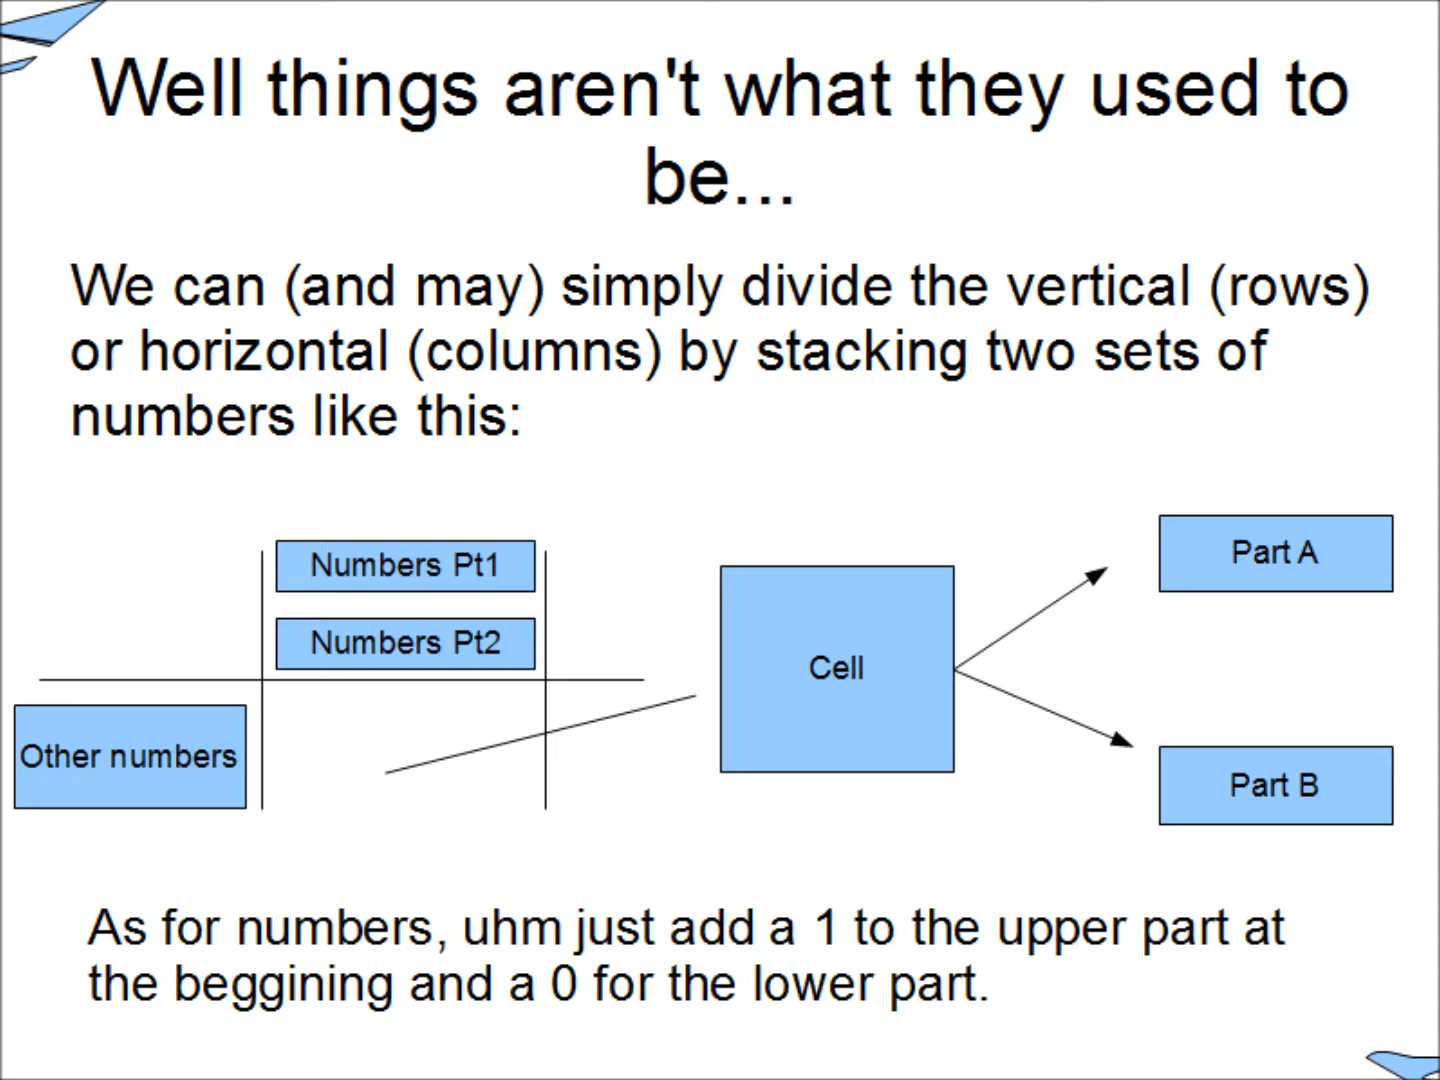 Well things aren't what they used to
be...
We can (and may) simply divide the vertical (rows)
or horizontal (columns) by stacking two sets of
numbers like this:
Numbers Pt1
Numbers Pt2
Other numbers
Cell
Part A
Part B
As for numbers, uhm just add a 1 to the upper part at
the beggining and a 0 for the lower part.